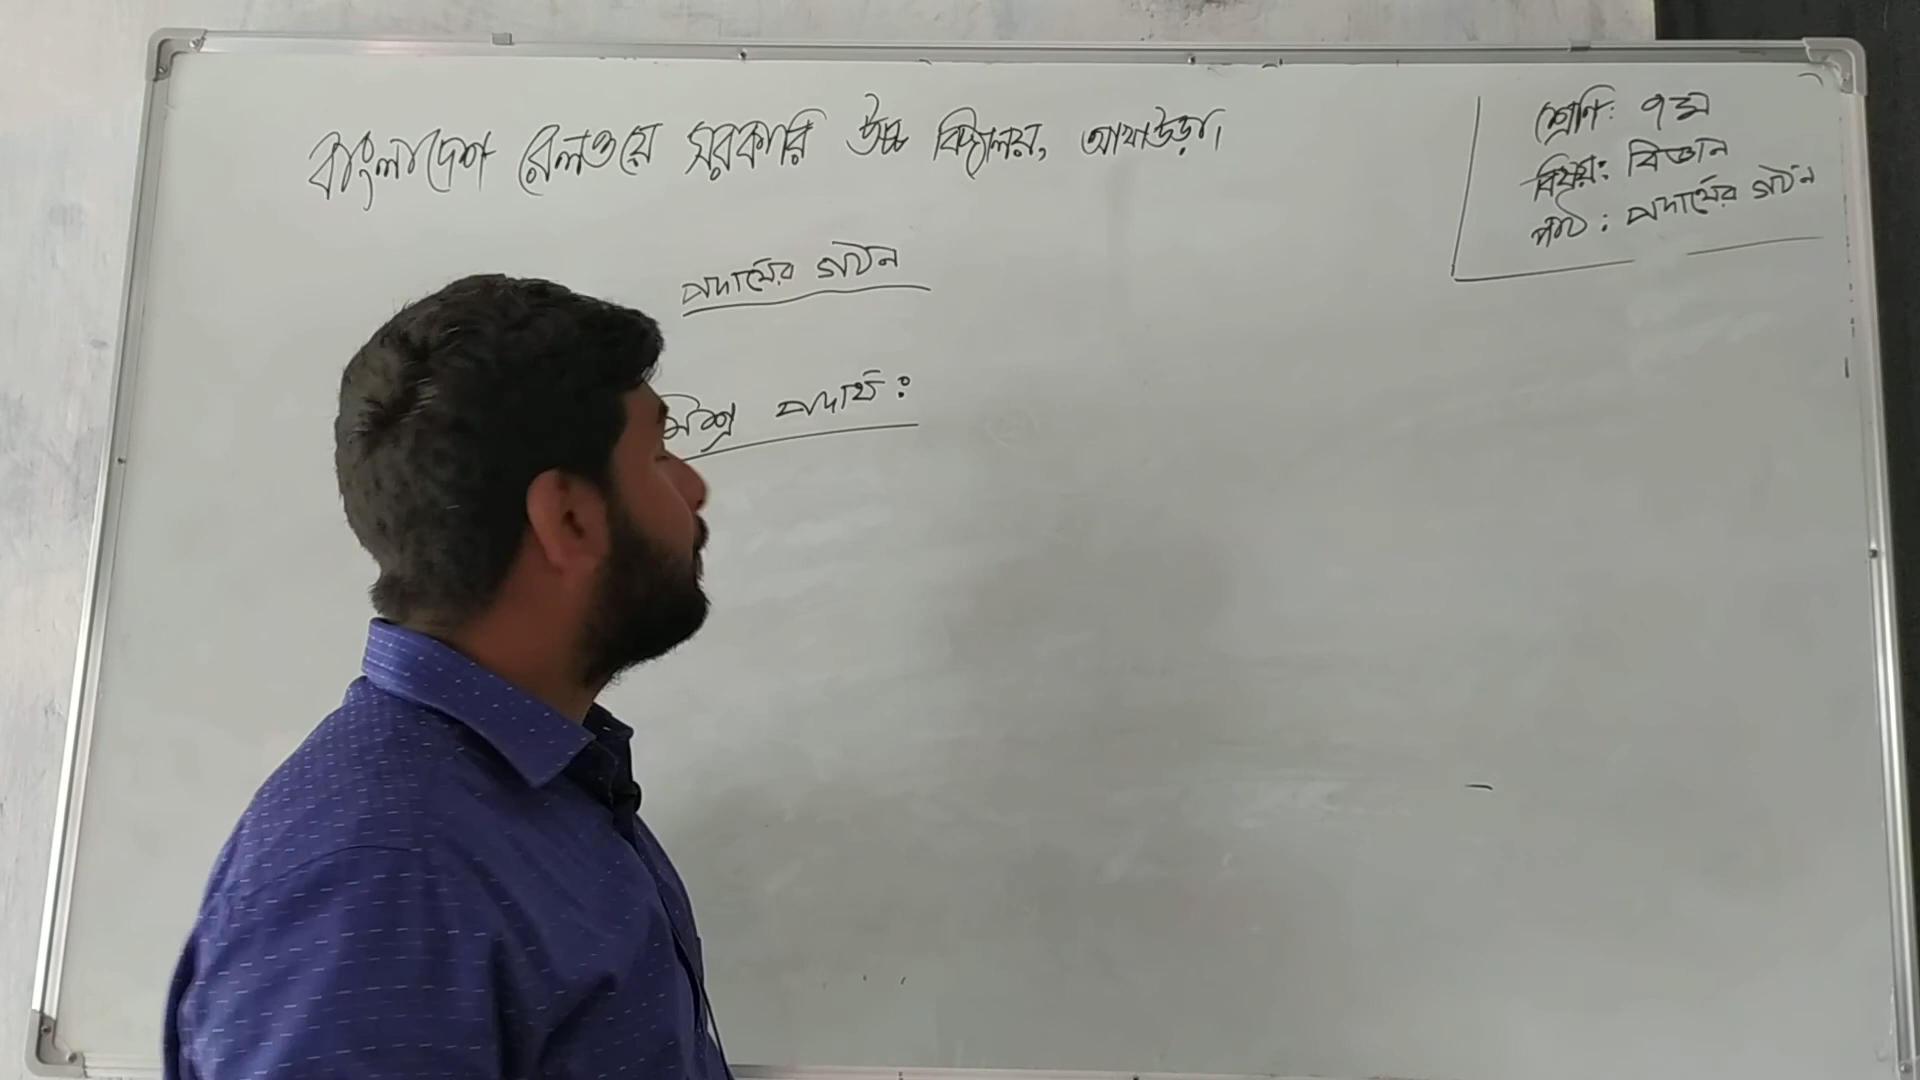 বাংলাদেশ রেলওয়ে সরকারি উচ্চ বিদ্যালয়, আখাউড়া।
শ্রেণি: ৭ম
বিষয়: বিজ্ঞান
পাঠ: পদার্থের গঠন
পদার্থের গঠন
মিশ্র পদার্থ: